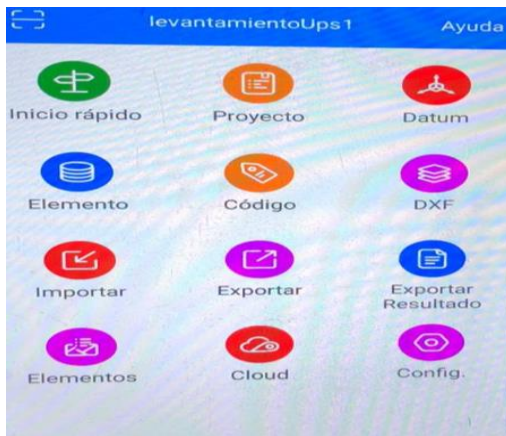 levantamientoUps1
Ayuda
Inicio rápido
Proyecto
Datum
Elemento
Código
DXF
Importar
Exportar
Exportar
Resultado
Elementos
Cloud
Config.